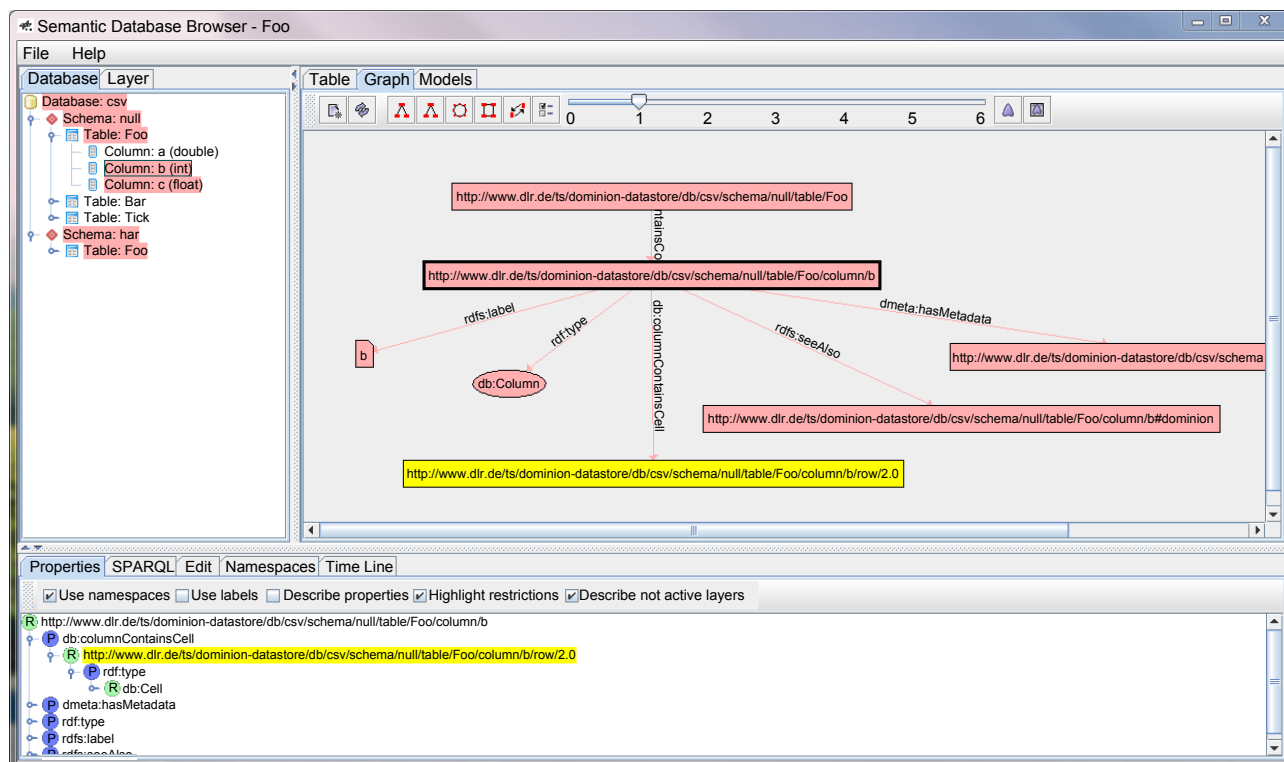 Semantic Database Browser - Foo
File Help
Database Layer
Database: csv
Schema: null
Table: Foo
Column: a (double)
Column: b (int)
Column: c (float)
Table: Bar
Table: Tick
Schema: har
Table: Foo
Table Graph Models
0 1 2 3 4 5 6
http://www.dlr.de/ts/dominion-datastore/db/csv/schema/null/table/Foo
ntainsCo
http://www.dlr.de/ts/dominion-datastore/db/csv/schema/null/table/Foo/column/b
rdfs:label
rdf:type
db:columnContainsCell
rdfs:seeAlso
dmeta:hasMetadata
b
db:Column
http://www.dlr.de/ts/dominion-datastore/db/csv/schema
http://www.dlr.de/ts/dominion-datastore/db/csv/schema/null/table/Foo/column/b#dominion
http://www.dlr.de/ts/dominion-datastore/db/csv/schema/null/table/Foo/column/b/row/2.0
Properties SPARQL Edit Namespaces Time Line
Use namespaces Use labels Describe properties Highlight restrictions Describe not active layers
R http://www.dlr.de/ts/dominion-datastore/db/csv/schema/null/table/Foo/column/b
P db:columnContainsCell
R http://www.dlr.de/ts/dominion-datastore/db/csv/schema/null/table/Foo/column/b/row/2.0
P rdf:type
R db:Cell
P dmeta:hasMetadata
P rdf:type
P rdfs:label
P rdfs:seeAlso